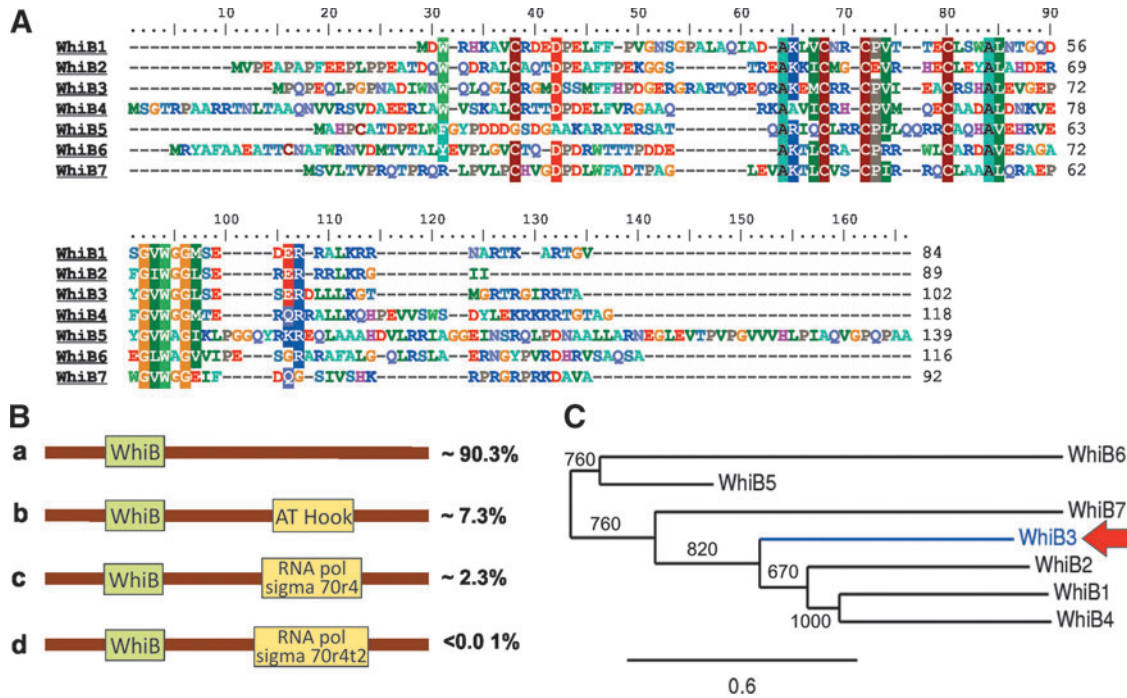 A
10 20 30 40 50 60 70 80 90
WhiB1 ----------------------------MDW-RHKAVCRDEDPELFF-PVGNSGPALAQIAD-AKLVCNR-CPVT--TECLSWALNTGQD 56
WhiB2 ----------MVPEAPAPFEEPLPPEATDQW-QDRALCAQTDPEAFFPEKGGS-------TREAKKICMG-CEVR--HECLEYALAHDER 69
WhiB3 --------------MPQPEQLPGPNADIWNW-QLQGLCRGMDSSMFFHPDGERGRARTQREQRAKEMCRR-CPVI--EACRSHALEVGEP 72
WhiB4 MSGTRPAARRTNLTAAQNVVRSVDAEERIAW-VSKALCRTTDPDELFVRGAAQ--------RKAAVICRH-CPVM--QECAADALDNKVE 78
WhiB5 ------------------MAHPCATDPELWFGYPDDDGSDGAAKARAYERSAT---------QARIQCLRRCPLLQQRRCAQHAVEHRVE 63
WhiB6 ----MRYAFAAEATTCNAFWRNVDMTVTALYEVPLGVCTQ-DPDRWTTTPDDE----------AKTLCRA-CPRR--WLCARDAVESAGA 72
WhiB7 -----------------MSVLTVPRQTPRQR-LPVLPCHVGDPDLWFADTPAG-------LEVAKTLCVS-CPIR--RQCLAAALQRAEP 62
100 110 120 130 140 150 160
WhiB1 SGVWGGMSE-----DER-RALKRR---------NARTK--ARTGV------------------------------- 84
WhiB2 FGIWGGLSE-----RER-RRLKRG---------II----------------------------------------- 89
WhiB3 YGVWGGLSE-----SERDLLLKGT---------MGRTRGIRRTA-------------------------------- 102
WhiB4 FGVWGGMTE-----RQRRALLKQHPEVVSWS--DYLEKRKRRTGTAG----------------------------- 118
WhiB5 YGVWAGIKLPGGQYRKREQLAAAHDVLRRIAGGEINSRQLPDNAALLARNEGLEVTPVPGVVVHLPIAQVGPQPAA 139
WhiB6 EGLWAGVVIPE---SGRARAFALG-QLRSLA--ERNGYPVRDHRVSAQSA-------------------------- 116
WhiB7 WGVWGGEIF-----DQG-SIVSHK---------RPRGRPRKDAVA------------------------------- 92
B
a WhiB ~ 90.3%
b WhiB AT Hook ~ 7.3%
c WhiB RNA pol sigma 70r4 ~ 2.3%
d WhiB RNA pol sigma 70r4t2 <0.0 1%
C
760
WhiB6
WhiB5
760
WhiB7
820
WhiB3
670
WhiB2
1000
WhiB1
WhiB4
0.6